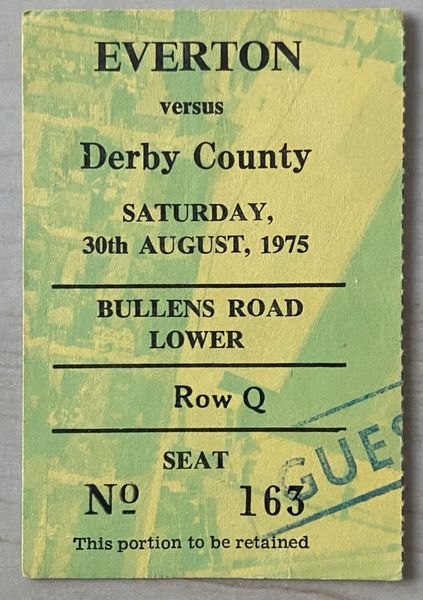 EVERTON
versus
Derby County
SATURDAY,
30th AUGUST, 1975
BULLENS ROAD
LOWER
Row Q
SEAT
Nº 163
GUES
This portion to be retained